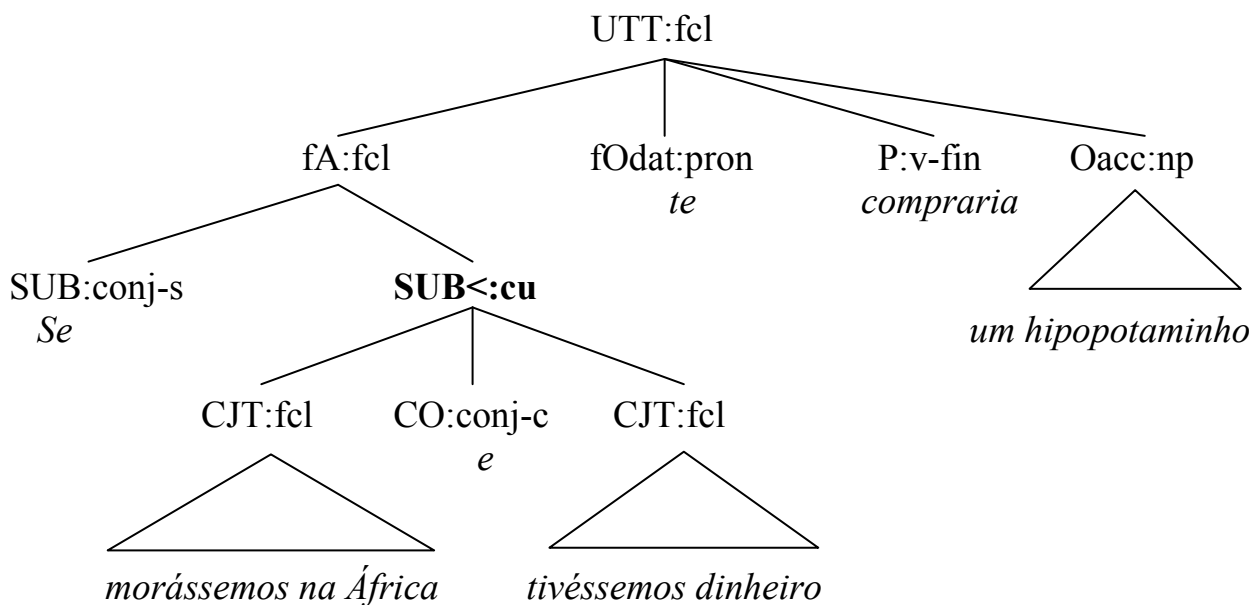 UTT:fcl
fA:fcl fOdat:pron P:v-fin Oacc:np
te compraria
SUB:conj-s SUB<:cu
Se um hipopotaminho
CJT:fcl CO:conj-c CJT:fcl
e
morássemos na África tivéssemos dinheiro